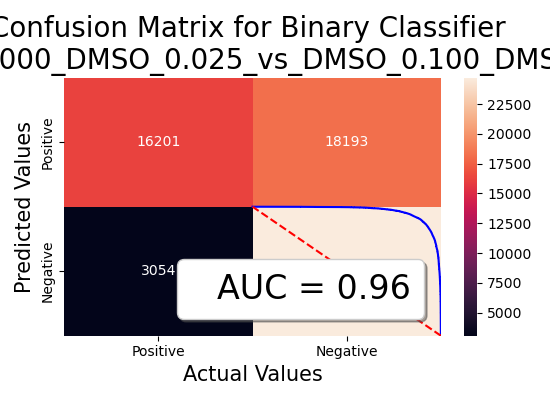 Confusion Matrix for Binary Classifier
000_DMSO_0.025_vs_DMSO_0.100_DMS
Predicted Values
Positive
Negative
16201
18193
3054
AUC = 0.96
Positive
Negative
Actual Values
22500
20000
17500
15000
12500
10000
7500
5000